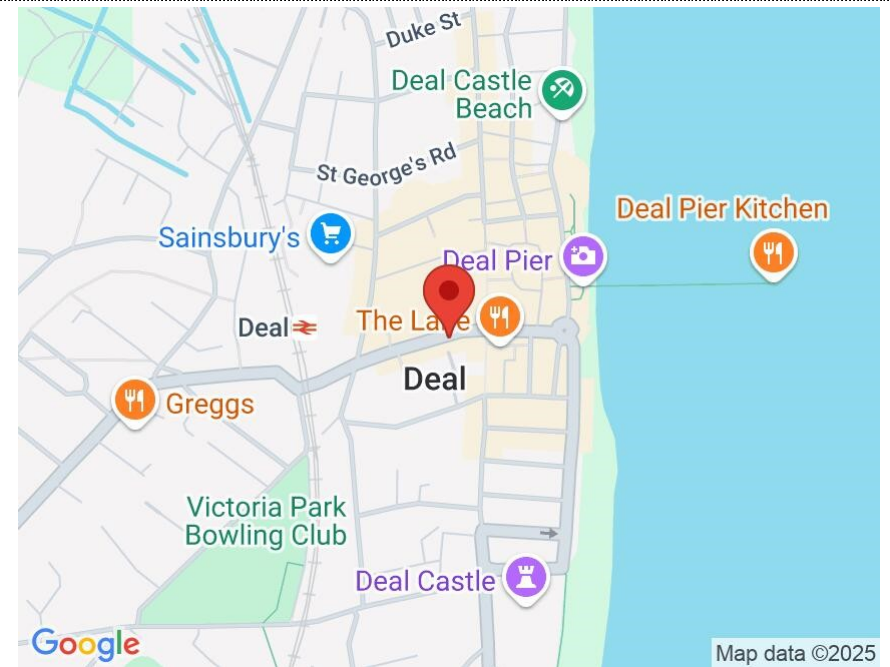 Duke St
Deal Castle
Beach
St George's Rd
Deal Pier Kitchen
Sainsbury's
Deal Pier
The La e
Deal
Deal
Greggs
Victoria Park
Bowling Club
Deal Castle
Google
Map data ©2025